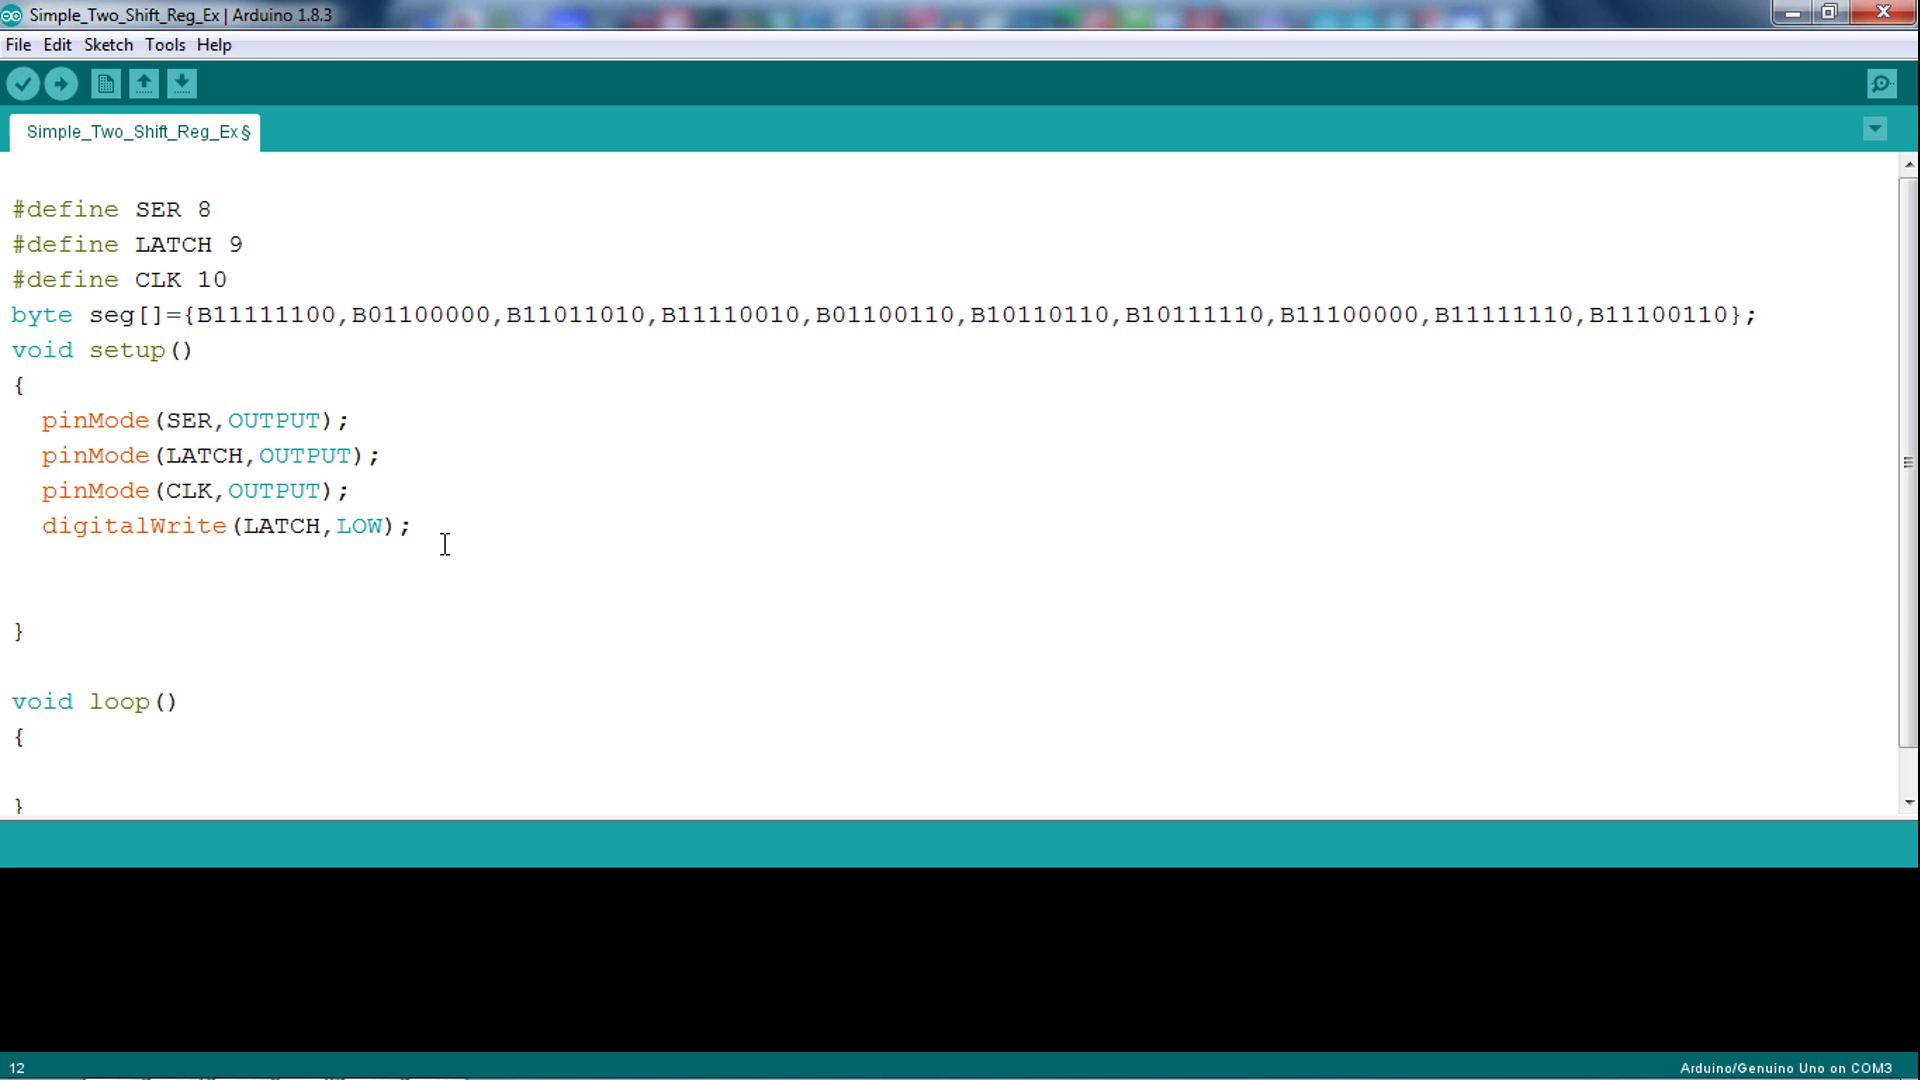 Simple_Two_Shift_Reg_Ex | Arduino 1.8.3
File Edit Sketch Tools Help
Simple_Two_Shift_Reg_Ex §
#define SER 8
#define LATCH 9
#define CLK 10
byte seg[]={B11111100,B01100000,B11011010,B11110010,B01100110,B10110110,B10111110,B11100000,B11111110,B11100110};
void setup()
{
pinMode(SER,OUTPUT);
pinMode(LATCH,OUTPUT);
pinMode(CLK,OUTPUT);
digitalWrite(LATCH,LOW);
}
void loop()
{
}
12
Arduino/Genuino Uno on COM3